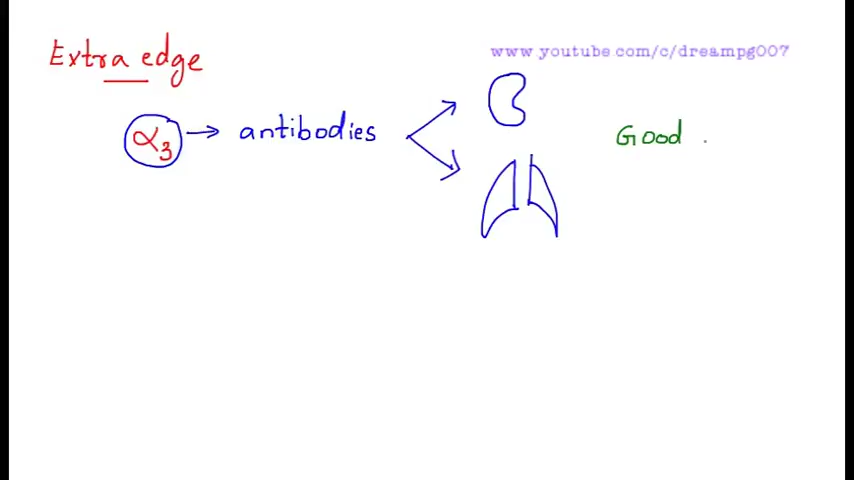 Extra edge
www.youtube.com/c/dreampg007
α3 → antibodies
Good